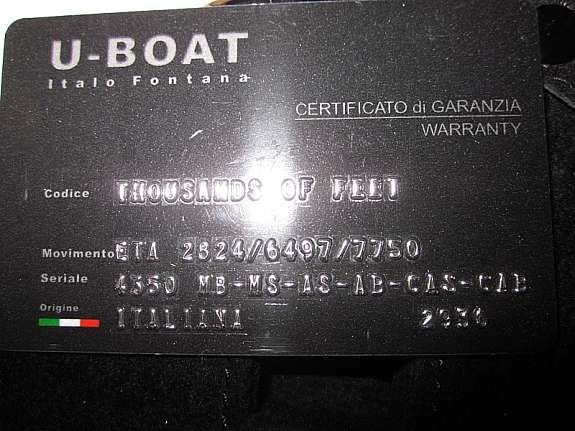 U-BOAT
Italo Fontana
CERTIFICATO di GARANZIA
WARRANTY
Codice THOUSANDS OF FEET
Movimento ETA 2824/6497/7750
Seriale 4350 MB-MS-AS-AB-CAS-CAB
Origine ITALIANA